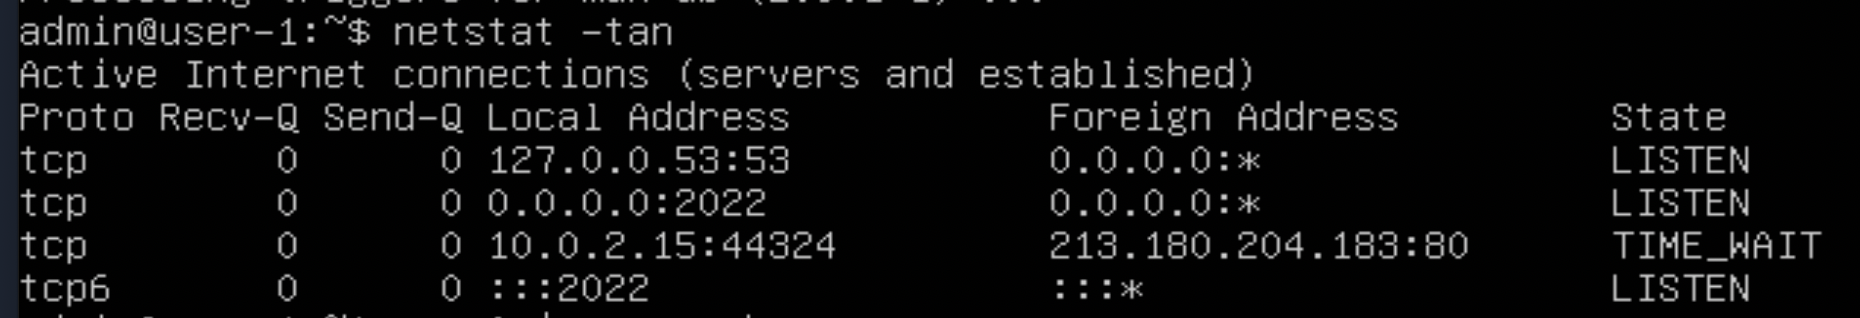 admin@user-1:~$ netstat -tan
Active Internet connections (servers and established)
Proto Recv-Q Send-Q Local Address           Foreign Address         State
tcp        0      0 127.0.0.53:53           0.0.0.0:*               LISTEN
tcp        0      0 0.0.0.0:2022            0.0.0.0:*               LISTEN
tcp        0      0 10.0.2.15:44324         213.180.204.183:80      TIME_WAIT
tcp6       0      0 :::2022                 :::*                    LISTEN